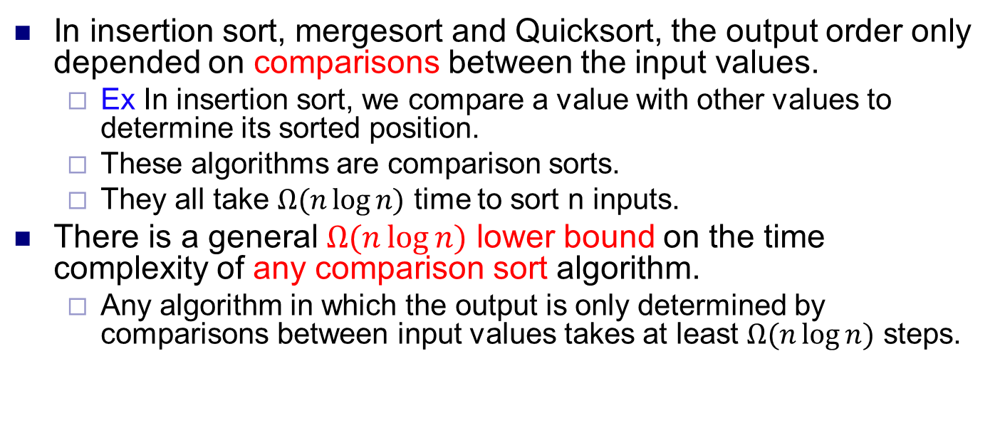 In insertion sort, mergesort and Quicksort, the output order only
depended on comparisons between the input values.
Ex In insertion sort, we compare a value with other values to
determine its sorted position.
These algorithms are comparison sorts.
They all take Ω(n log n) time to sort n inputs.
There is a general Ω(n log n) lower bound on the time
complexity of any comparison sort algorithm.
Any algorithm in which the output is only determined by
comparisons between input values takes at least Ω(n log n) steps.